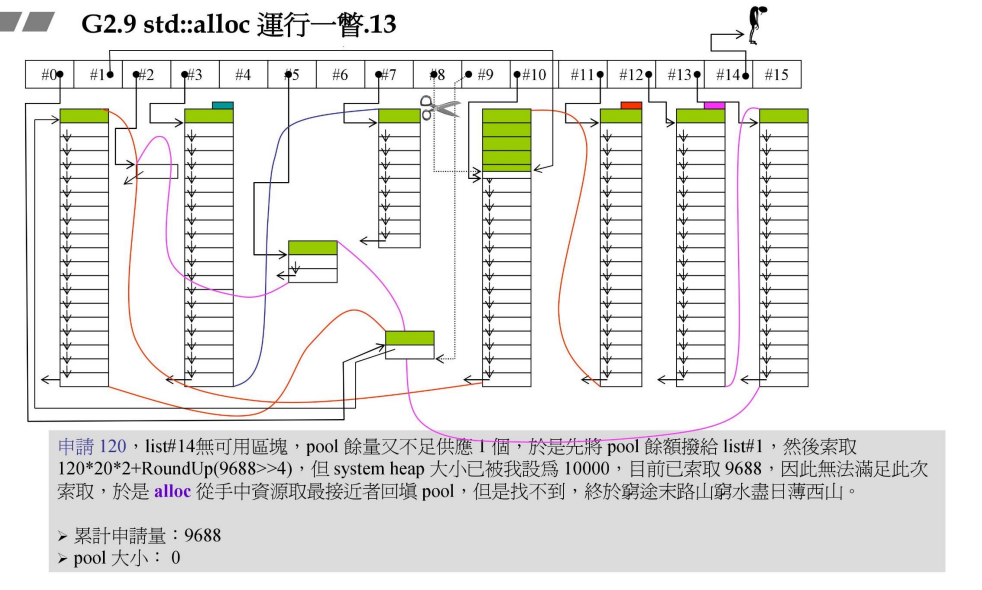 G2.9 std::alloc 運行一瞥.13
#0 #1 #2 #3 #4 #5 #6 #7 #8 #9 #10 #11 #12 #13 #14 #15
申請 120,list#14無可用區塊,pool 餘量又不足供應 1 個,於是先將 pool 餘額撥給 list#1,然後索取
120*20*2+RoundUp(9688>>4),但 system heap 大小已被我設為 10000,目前已索取 9688,因此無法滿足此次
索取,於是 alloc 從手中資源取最接近者回填 pool,但是找不到,終於窮途末路山窮水盡日薄西山。
➢ 累計申請量:9688
➢ pool 大小: 0